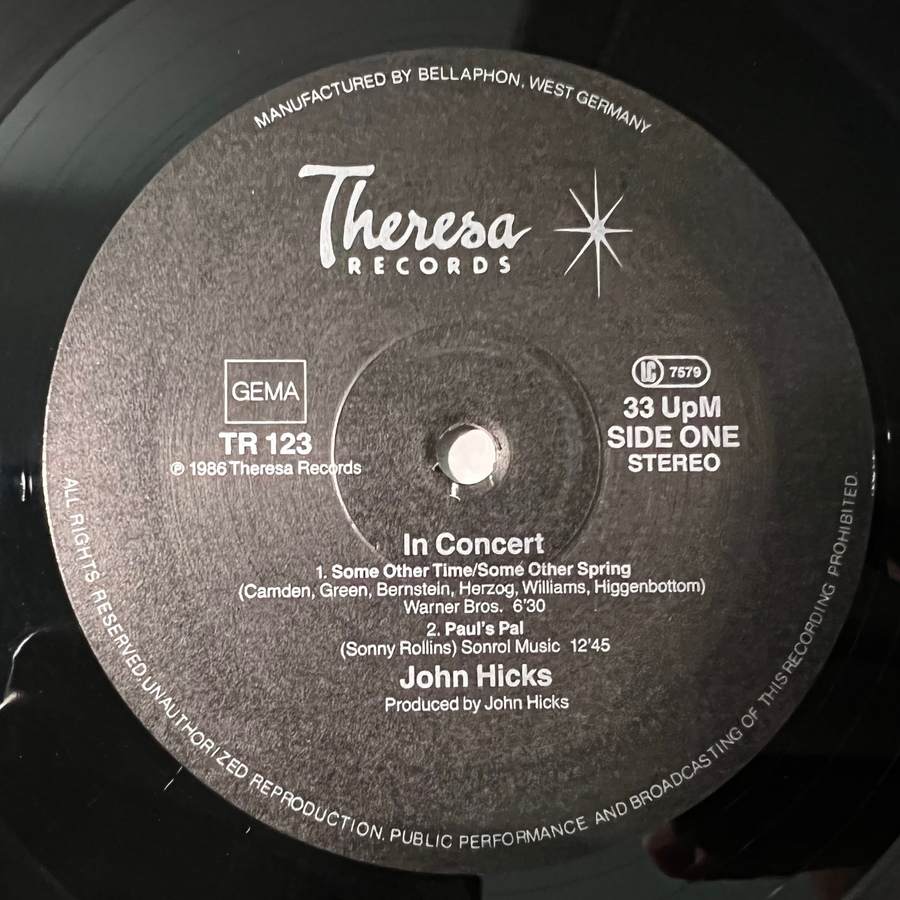 MANUFACTURED BY BELLAPHON, WEST GERMANY
Theresa
RECORDS
GEMA
TR 123
℗ 1986 Theresa Records
LC 7579
33 UpM
SIDE ONE
STEREO
In Concert
1. Some Other Time/Some Other Spring
(Camden, Green, Bernstein, Herzog, Williams, Higgenbottom)
Warner Bros. 6'30
2. Paul's Pal
(Sonny Rollins) Sonrol Music 12'45
John Hicks
Produced by John Hicks
ALL RIGHTS RESERVED. UNAUTHORIZED REPRODUCTION, PUBLIC PERFORMANCE AND BROADCASTING OF THIS RECORDING PROHIBITED.